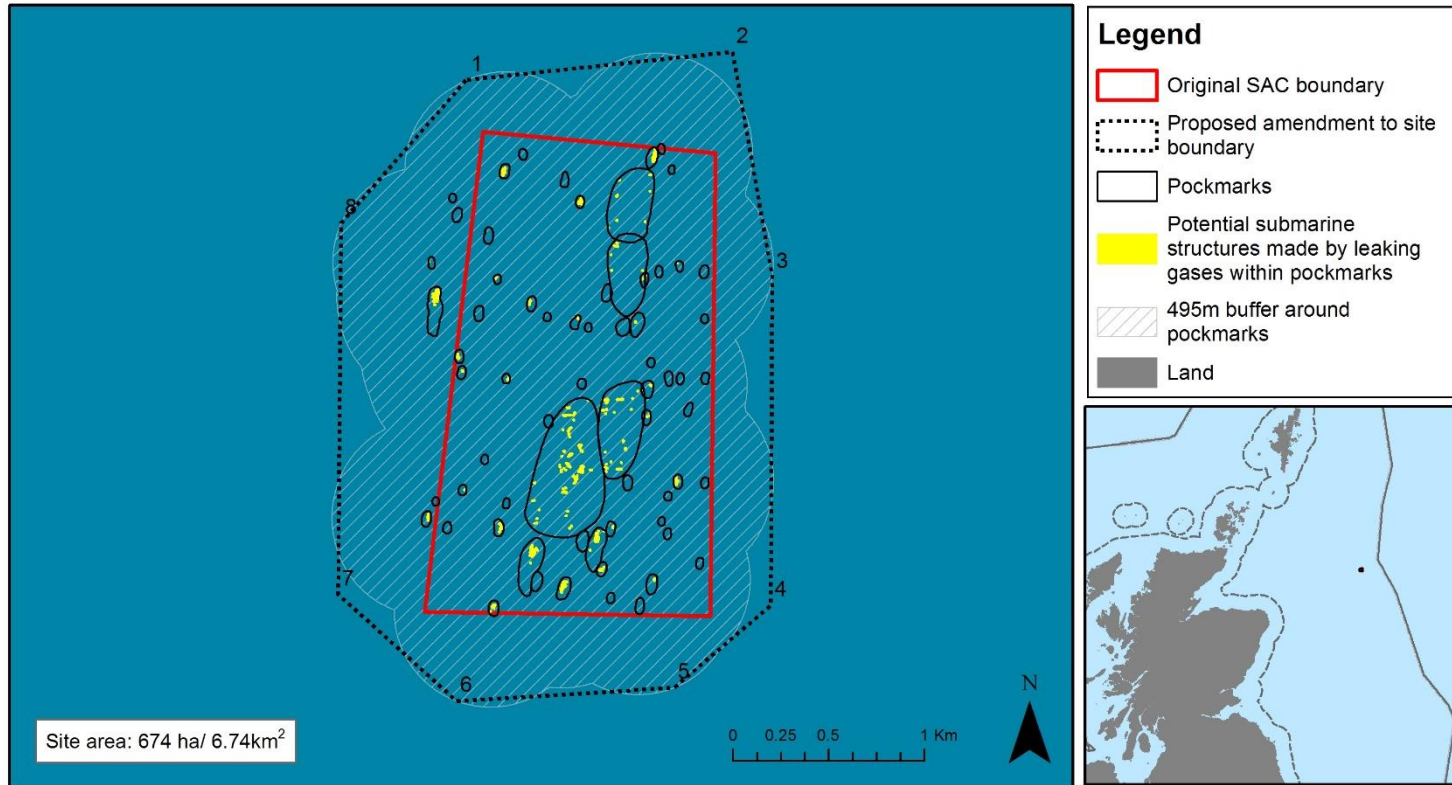 1
2
3
4
5
6
7
8
Site area: 674 ha/ 6.74km²
0 0.25 0.5 1 Km
N
Legend
Original SAC boundary
Proposed amendment to site
boundary
Pockmarks
Potential submarine
structures made by leaking
gases within pockmarks
495m buffer around
pockmarks
Land